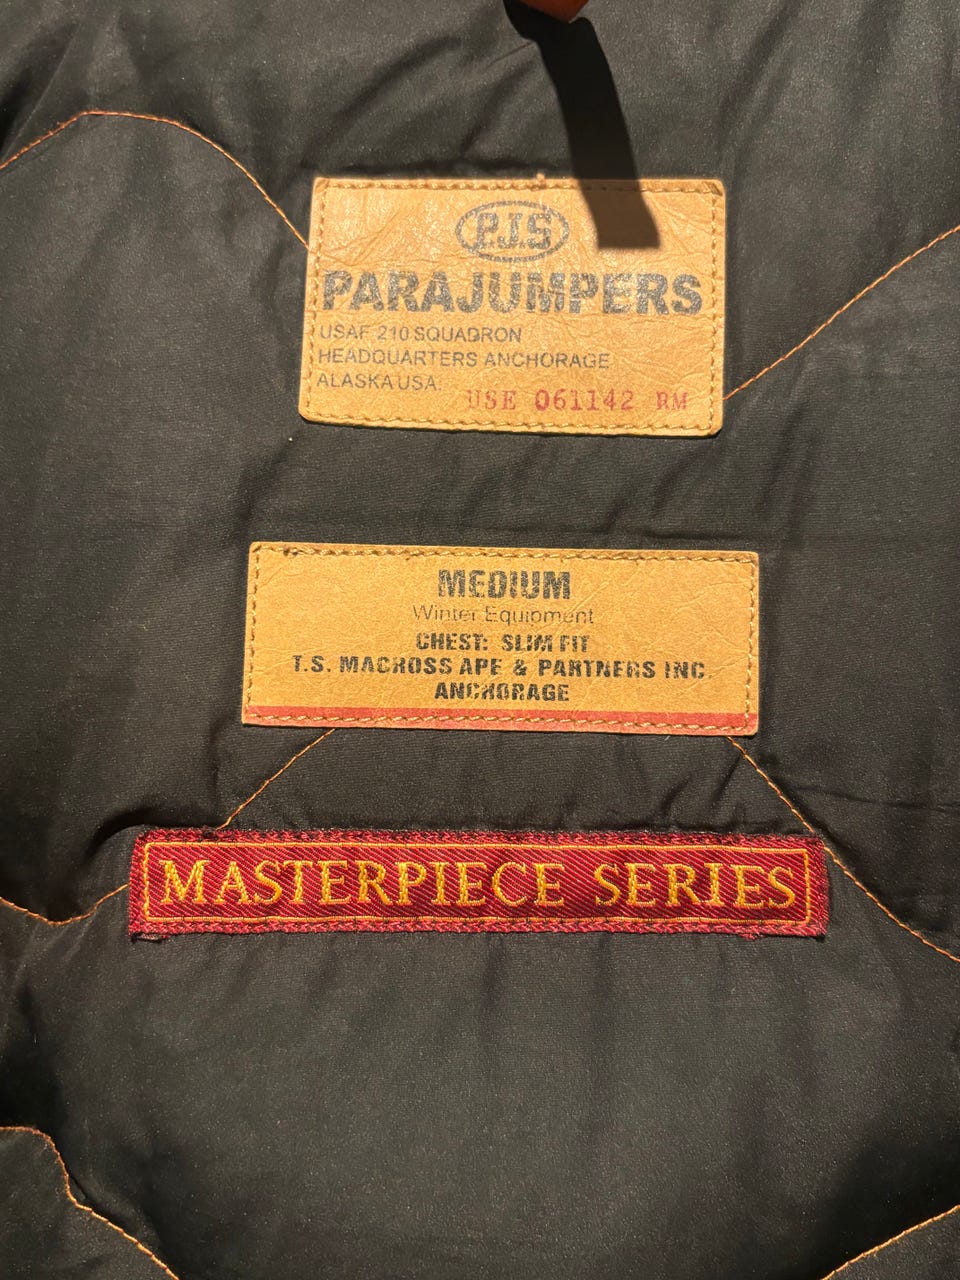 P.J.S
PARAJUMPERS
USAF 210 SQUADRON
HEADQUARTERS ANCHORAGE
ALASKA USA.
USE 061142 RM
MEDIUM
Winter Equipment
CHEST: SLIM FIT
T.S. MACROSS APE & PARTNERS INC.
ANCHORAGE
MASTERPIECE SERIES